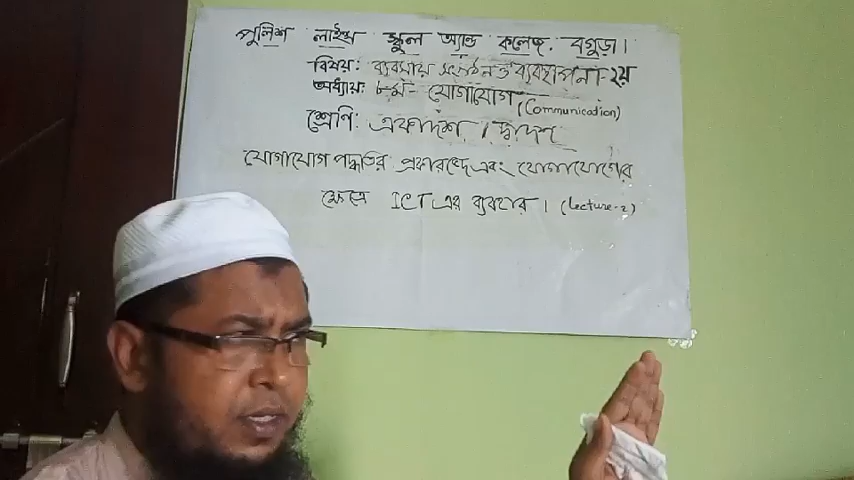 পুলিশ লাইন্স স্কুল অ্যান্ড কলেজ, বগুড়া।
বিষয়: ব্যবসায় সংগঠন ও ব্যবস্থাপনা ২য়
অধ্যায়: ৮ম- যোগাযোগ (Communication)
শ্রেণি: একাদশ / দ্বাদশ
যোগাযোগ পদ্ধতির প্রকারভেদ এবং যোগাযোগের
ক্ষেত্রে ICT এর ব্যবহার। (Lecture-2)